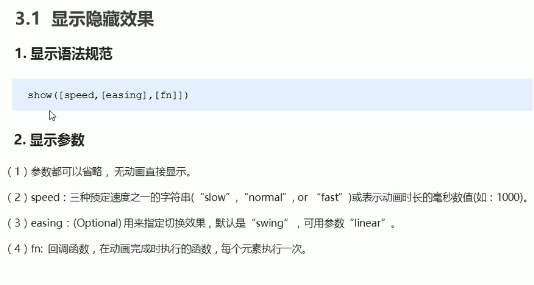 3.1 显示隐藏效果
1. 显示语法规范
show([speed,[easing],[fn]])
2. 显示参数
（1）参数都可以省略， 无动画直接显示。
（2）speed：三种预定速度之一的字符串(“slow”,“normal”, or “fast”)或表示动画时长的毫秒数值(如：1000)。
（3）easing：(Optional) 用来指定切换效果，默认是“swing”，可用参数“linear”。
（4）fn: 回调函数，在动画完成时执行的函数，每个元素执行一次。